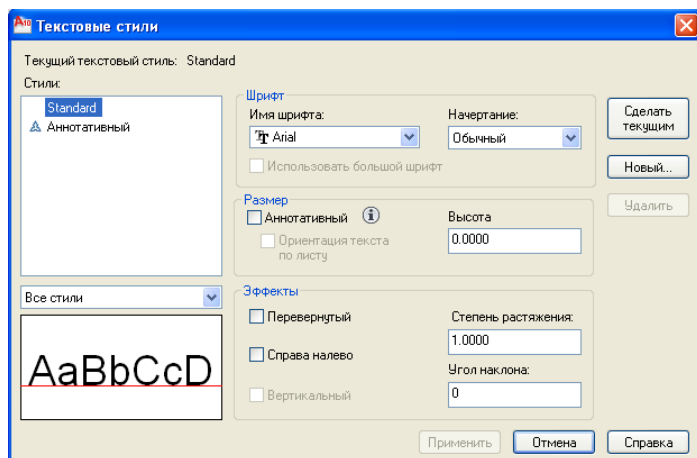 Текстовые стили
Текущий текстовый стиль: Standard
Стили:
Standard
Аннотативный
Все стили
AaBbCcD
Шрифт
Имя шрифта:
Arial
Начертание:
Обычный
Использовать большой шрифт
Размер
Аннотативный
Ориентация текста
по листу
Высота
0.0000
Эффекты
Перевернутый
Справа налево
Вертикальный
Степень растяжения:
1.0000
Угол наклона:
0
Сделать
текущим
Новый...
Удалить
Применить
Отмена
Справка